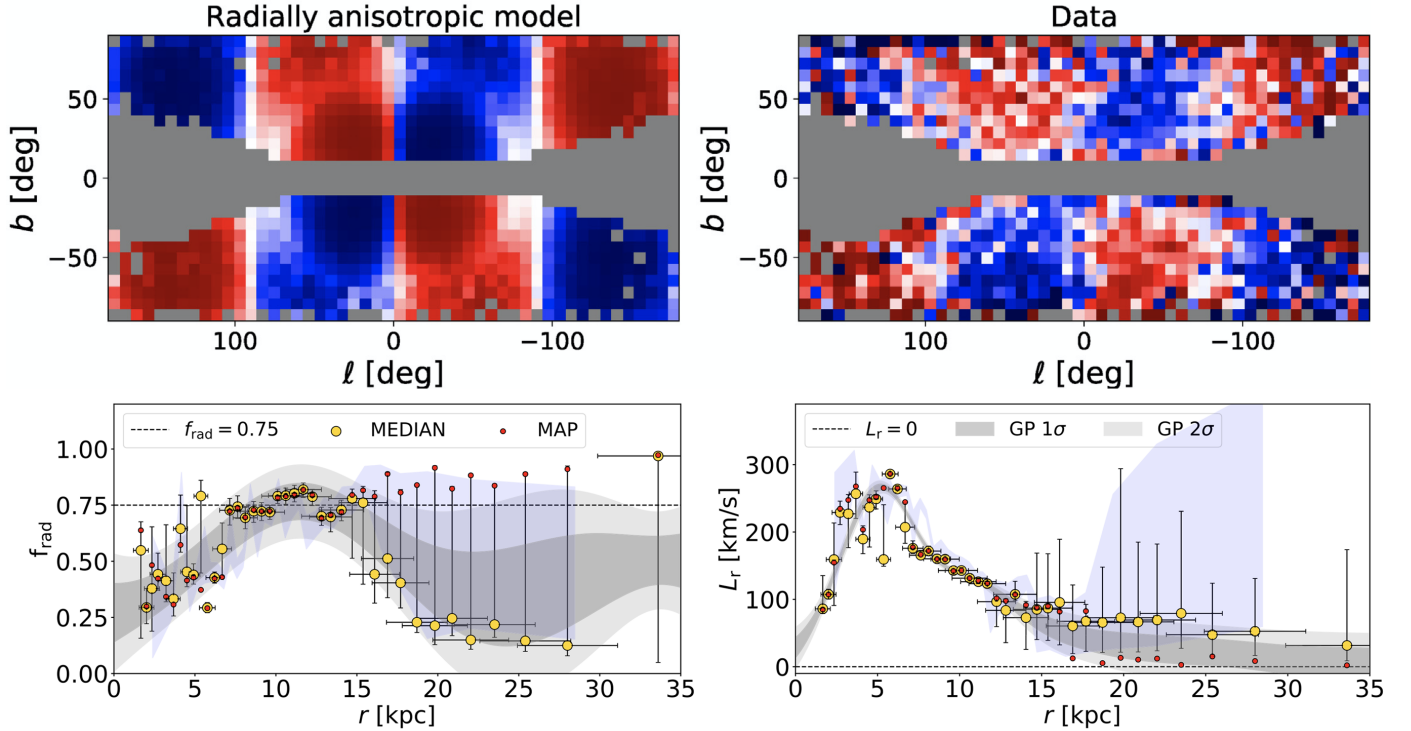 Radially anisotropic model
Data
b [deg]
50
0
−50
100
0
−100
ℓ [deg]
b [deg]
50
0
−50
100
0
−100
ℓ [deg]
f_rad = 0.75 MEDIAN MAP
f_rad
1.00
0.75
0.50
0.25
0.00
0 5 10 15 20 25 30 35
r [kpc]
L_r = 0 GP 1σ GP 2σ
L_r [km/s]
300
200
100
0
0 5 10 15 20 25 30 35
r [kpc]